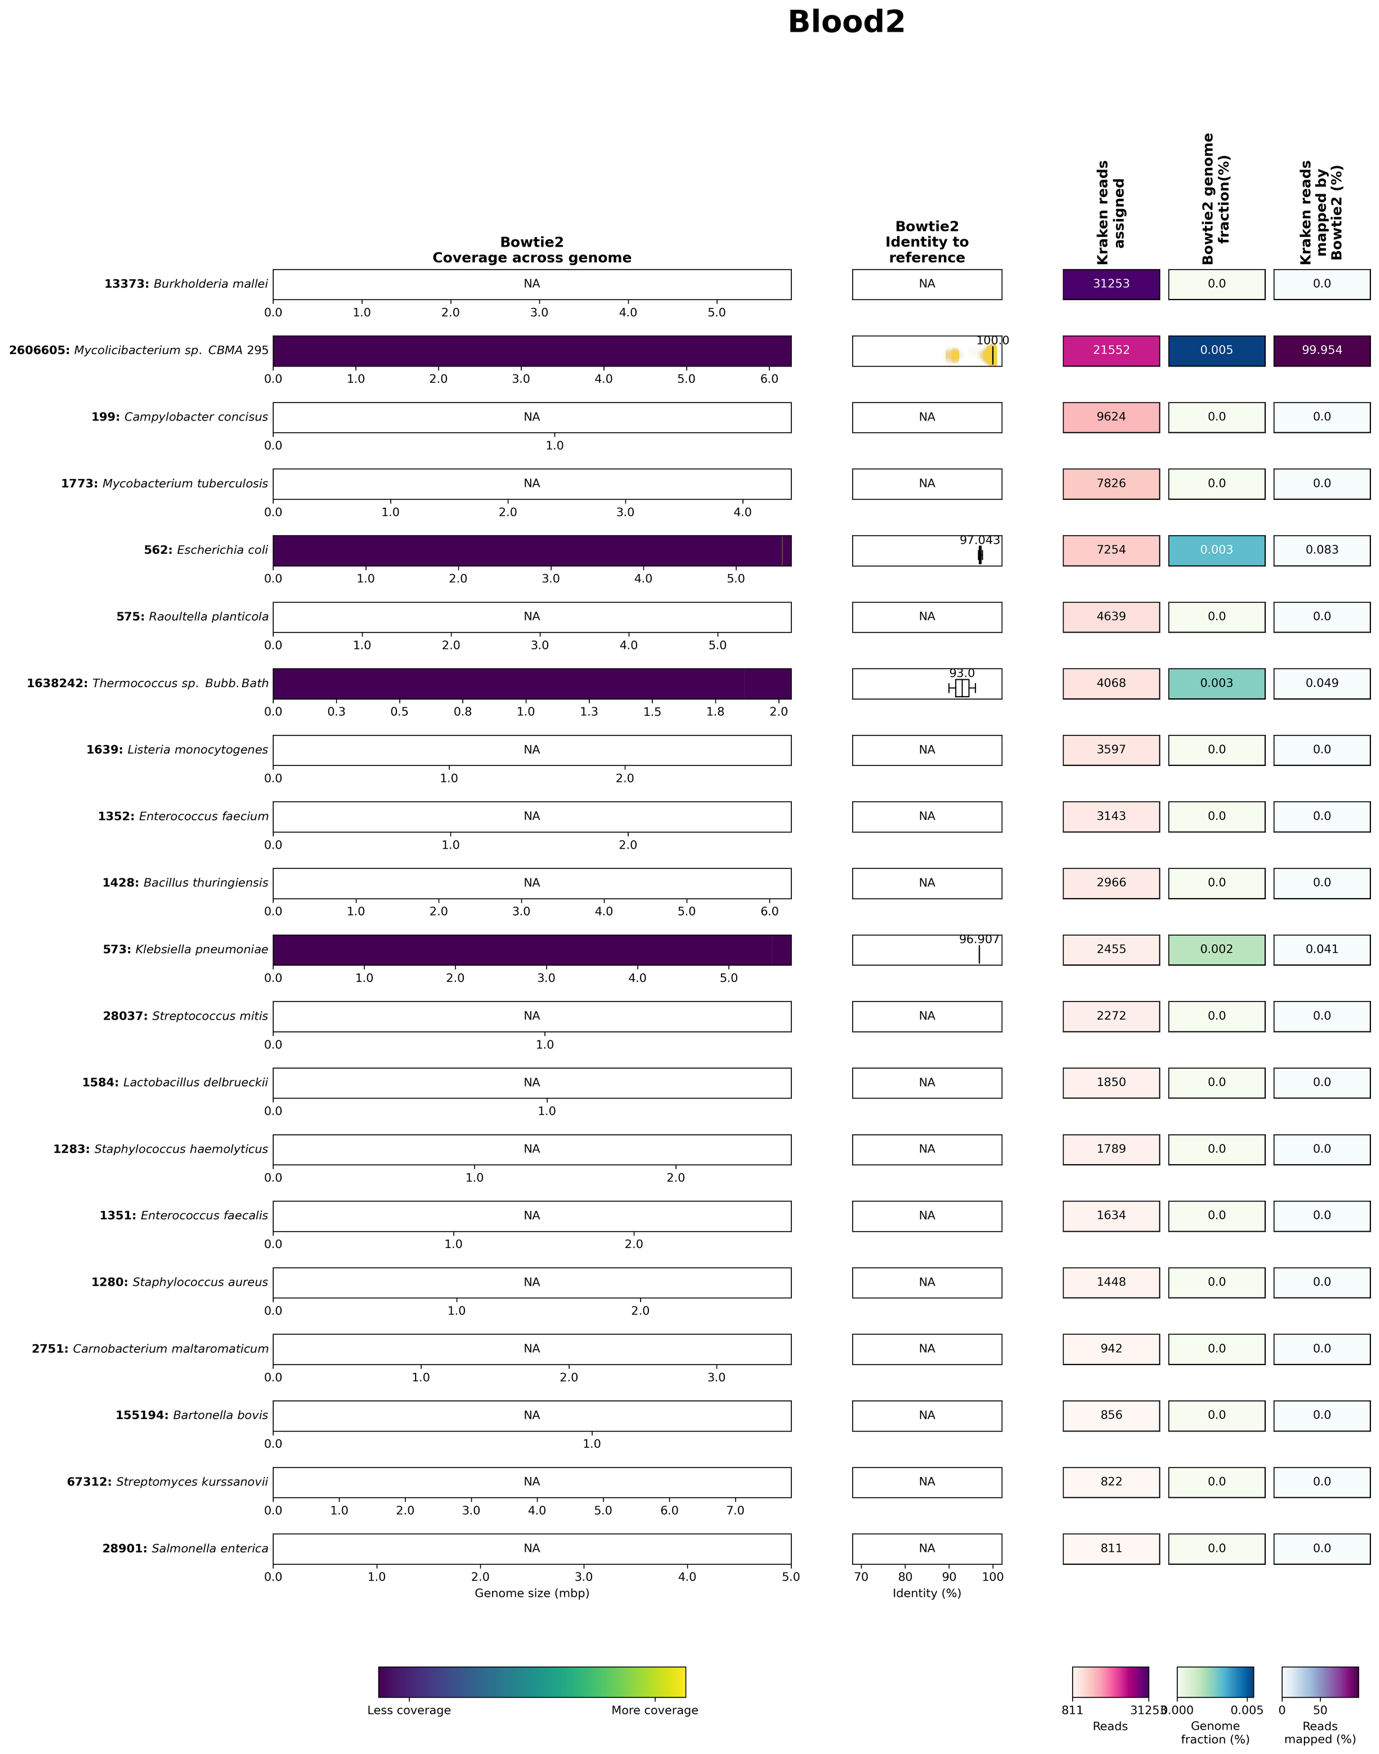 Blood2
Bowtie2
Coverage across genome
Bowtie2
Identity to
reference
Kraken reads
assigned
Bowtie2 genome
fraction(%)
Kraken reads
mapped by
Bowtie2 (%)
13373: Burkholderia mallei NA NA 31253 0.0 0.0
0.0 1.0 2.0 3.0 4.0 5.0
2606605: Mycolicibacterium sp. CBMA 295 100.0 21552 0.005 99.954
0.0 1.0 2.0 3.0 4.0 5.0 6.0
199: Campylobacter concisus NA NA 9624 0.0 0.0
0.0 1.0
1773: Mycobacterium tuberculosis NA NA 7826 0.0 0.0
0.0 1.0 2.0 3.0 4.0
562: Escherichia coli 97.043 7254 0.003 0.083
0.0 1.0 2.0 3.0 4.0 5.0
575: Raoultella planticola NA NA 4639 0.0 0.0
0.0 1.0 2.0 3.0 4.0 5.0
1638242: Thermococcus sp. Bubb.Bath 93.0 4068 0.003 0.049
0.0 0.3 0.5 0.8 1.0 1.3 1.5 1.8 2.0
1639: Listeria monocytogenes NA NA 3597 0.0 0.0
0.0 1.0 2.0
1352: Enterococcus faecium NA NA 3143 0.0 0.0
0.0 1.0 2.0
1428: Bacillus thuringiensis NA NA 2966 0.0 0.0
0.0 1.0 2.0 3.0 4.0 5.0 6.0
573: Klebsiella pneumoniae 96.907 2455 0.002 0.041
0.0 1.0 2.0 3.0 4.0 5.0
28037: Streptococcus mitis NA NA 2272 0.0 0.0
0.0 1.0
1584: Lactobacillus delbrueckii NA NA 1850 0.0 0.0
0.0 1.0
1283: Staphylococcus haemolyticus NA NA 1789 0.0 0.0
0.0 1.0 2.0
1351: Enterococcus faecalis NA NA 1634 0.0 0.0
0.0 1.0 2.0
1280: Staphylococcus aureus NA NA 1448 0.0 0.0
0.0 1.0 2.0
2751: Carnobacterium maltaromaticum NA NA 942 0.0 0.0
0.0 1.0 2.0 3.0
155194: Bartonella bovis NA NA 856 0.0 0.0
0.0 1.0
67312: Streptomyces kurssanovii NA NA 822 0.0 0.0
0.0 1.0 2.0 3.0 4.0 5.0 6.0 7.0
28901: Salmonella enterica NA NA 811 0.0 0.0
0.0 1.0 2.0 3.0 4.0 5.0 70 80 90 100
Genome size (mbp) Identity (%)
Less coverage More coverage
811 31253 0.000 0.005 0 50
Reads
Genome
fraction (%)
Reads
mapped (%)